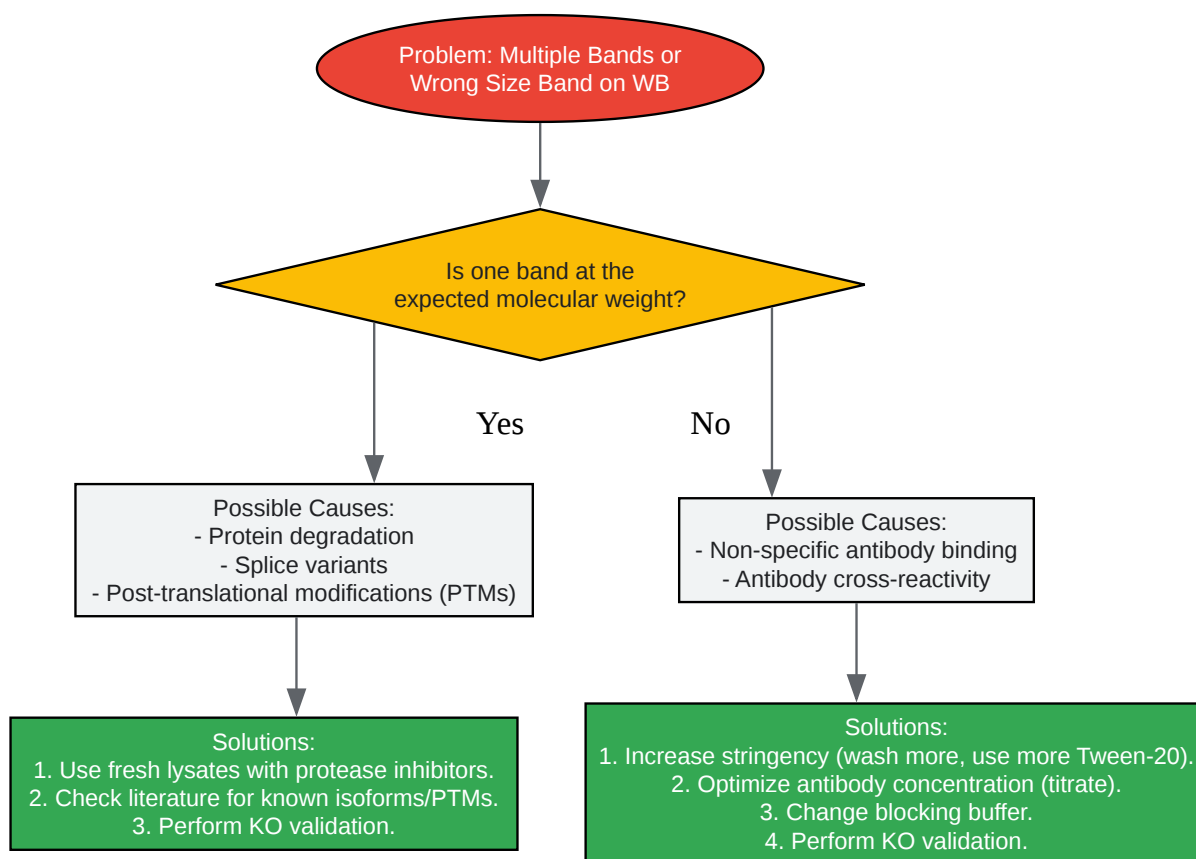 Problem: Multiple Bands or
Wrong Size Band on WB
Is one band at the
expected molecular weight?
Yes
No
Possible Causes:
- Protein degradation
- Splice variants
- Post-translational modifications (PTMs)
Possible Causes:
- Non-specific antibody binding
- Antibody cross-reactivity
Solutions:
1. Use fresh lysates with protease inhibitors.
2. Check literature for known isoforms/PTMs.
3. Perform KO validation.
Solutions:
1. Increase stringency (wash more, use more Tween-20).
2. Optimize antibody concentration (titrate).
3. Change blocking buffer.
4. Perform KO validation.